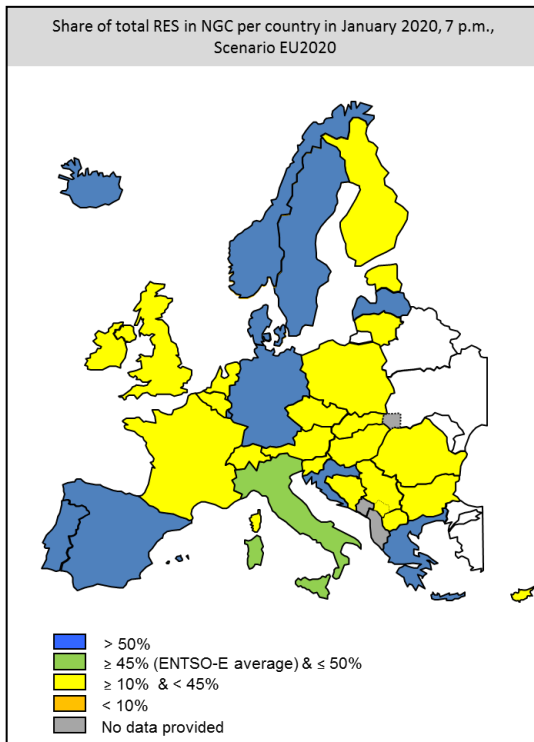 Share of total RES in NGC per country in January 2020, 7 p.m.,
Scenario EU2020
> 50%
≥ 45% (ENTSO-E average) & ≤ 50%
≥ 10%  & < 45%
< 10%
No data provided